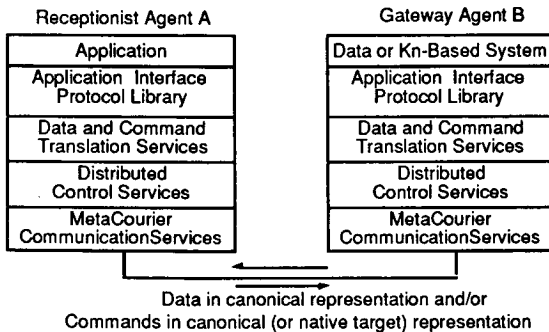 Receptionist Agent A
Application
Application Interface
Protocol Library
Data and Command
Translation Services
Distributed
Control Services
MetaCourier
CommunicationServices
Gateway Agent B
Data or Kn-Based System
Application Interface
Protocol Library
Data and Command
Translation Services
Distributed
Control Services
MetaCourier
CommunicationServices
Data in canonical representation and/or
Commands in canonical (or native target) representation